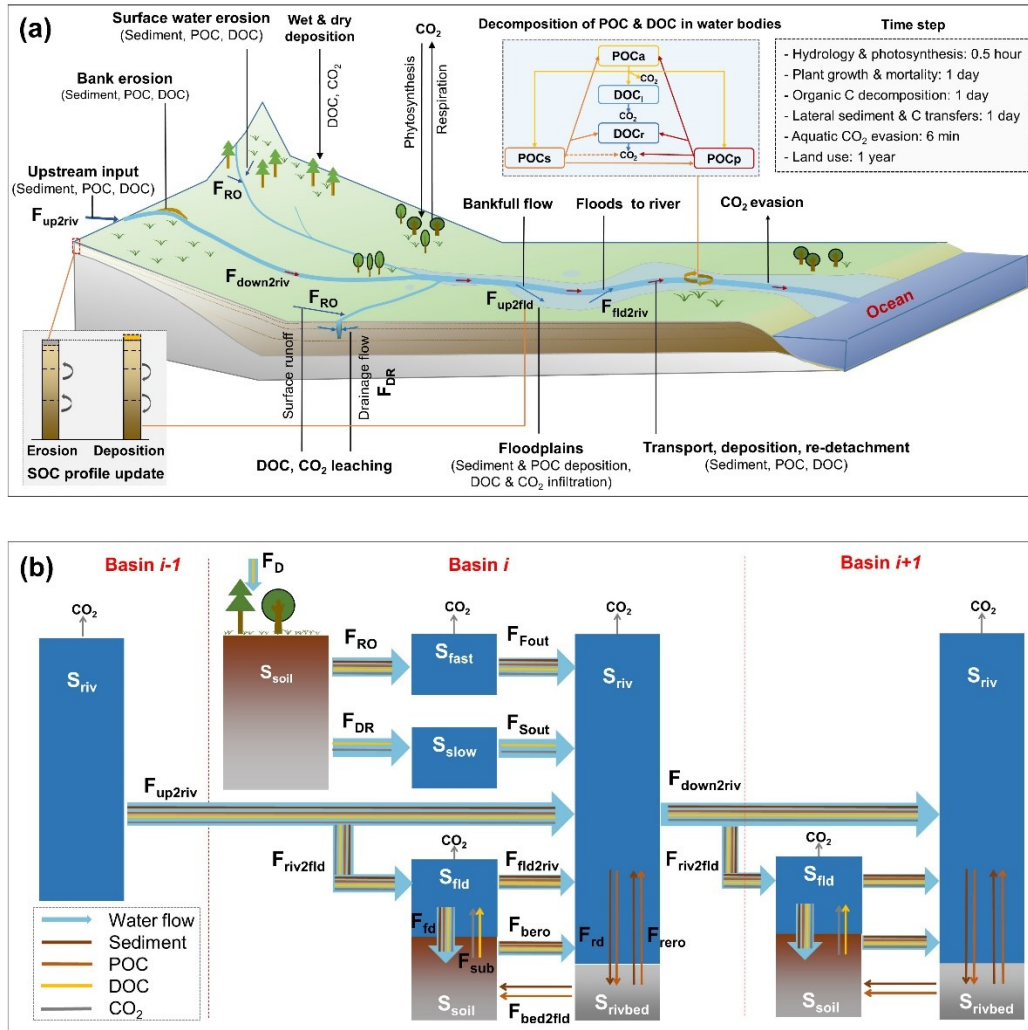 (a)
Surface water erosion
(Sediment, POC, DOC)
Wet & dry
deposition
CO2
Decomposition of POC & DOC in water bodies
Time step
Bank erosion
(Sediment, POC, DOC)
DOC, CO2
Phytosynthesis
Respiration
POCa
CO2
DOCl
CO2
DOCr
POCs
CO2
POCp
- Hydrology & photosynthesis: 0.5 hour
- Plant growth & mortality: 1 day
- Organic C decomposition: 1 day
- Lateral sediment & C transfers: 1 day
- Aquatic CO2 evasion: 6 min
- Land use: 1 year
Upstream input
(Sediment, POC, DOC)
Fup2riv
FRO
Bankfull flow
Floods to river
CO2 evasion
Fdown2riv
FRO
Fup2fld
Ffld2riv
Ocean
Surface runoff
Drainage flow
FDR
Erosion
Deposition
SOC profile update
DOC, CO2 leaching
Floodplains
(Sediment & POC deposition,
DOC & CO2 infiltration)
Transport, deposition, re-detachment
(Sediment, POC, DOC)
(b)
Basin i-1
Basin i
Basin i+1
FD
CO2
CO2
CO2
CO2
Sriv
Ssoil
FRO
Sfast
FFout
Sriv
Sriv
FDR
Sslow
FSout
Fup2riv
Fdown2riv
Friv2fld
CO2
Sfld
Ffld2riv
Friv2fld
CO2
Sfld
Ffd
Fsub
Fbero
Frd
Frero
Ssoil
Fbed2fld
Srivbed
Ssoil
Srivbed
Water flow
Sediment
POC
DOC
CO2